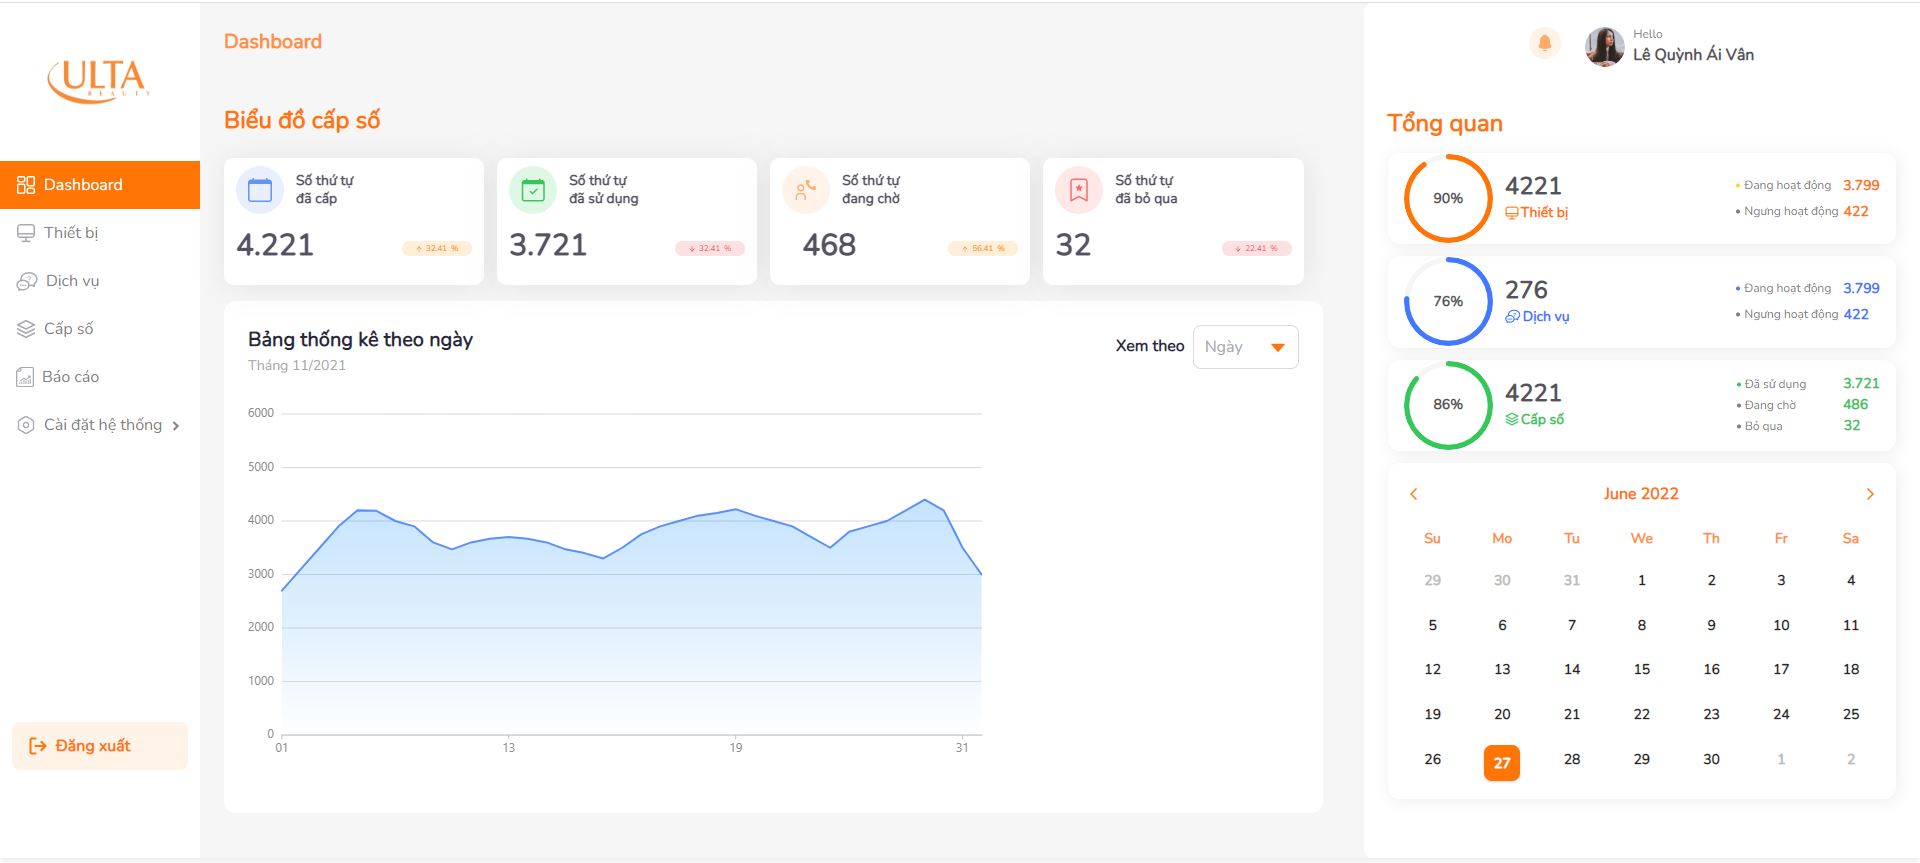 ULTA
BEAUTY
Dashboard
Thiết bị
Dịch vụ
Cấp số
Báo cáo
Cài đặt hệ thống
Đăng xuất
Dashboard
Biểu đồ cấp số
Số thứ tự
đã cấp
4.221
32.41 %
Số thứ tự
đã sử dụng
3.721
32.41 %
Số thứ tự
đang chờ
468
56.41 %
Số thứ tự
đã bỏ qua
32
22.41 %
Bảng thống kê theo ngày
Tháng 11/2021
Xem theo
Ngày
6000
5000
4000
3000
2000
1000
0
01 13 19 31
Hello
Lê Quỳnh Ái Vân
Tổng quan
90%
4221
Thiết bị
Đang hoạt động 3.799
Ngưng hoạt động 422
76%
276
Dịch vụ
Đang hoạt động 3.799
Ngưng hoạt động 422
86%
4221
Cấp số
Đã sử dụng 3.721
Đang chờ 486
Bỏ qua 32
June 2022
Su Mo Tu We Th Fr Sa
29 30 31 1 2 3 4
5 6 7 8 9 10 11
12 13 14 15 16 17 18
19 20 21 22 23 24 25
26 27 28 29 30 1 2